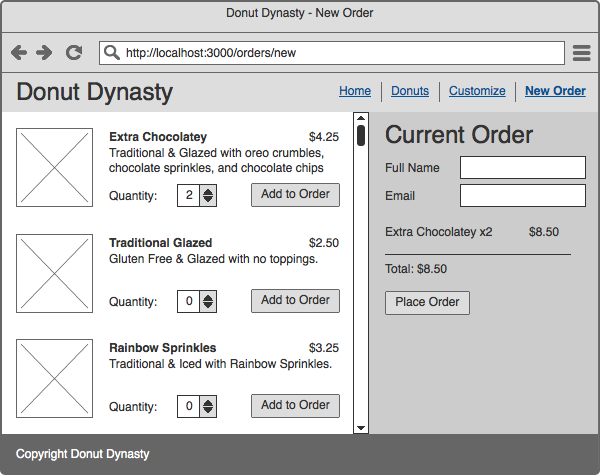 Donut Dynasty - New Order
http://localhost:3000/orders/new
Donut Dynasty
Home
Donuts
Customize
New Order
Extra Chocolatey $4.25
Traditional & Glazed with oreo crumbles,
chocolate sprinkles, and chocolate chips
Quantity: 2 Add to Order
Traditional Glazed $2.50
Gluten Free & Glazed with no toppings.
Quantity: 0 Add to Order
Rainbow Sprinkles $3.25
Traditional & Iced with Rainbow Sprinkles.
Quantity: 0 Add to Order
Current Order
Full Name
Email
Extra Chocolatey x2 $8.50
Total: $8.50
Place Order
Copyright Donut Dynasty